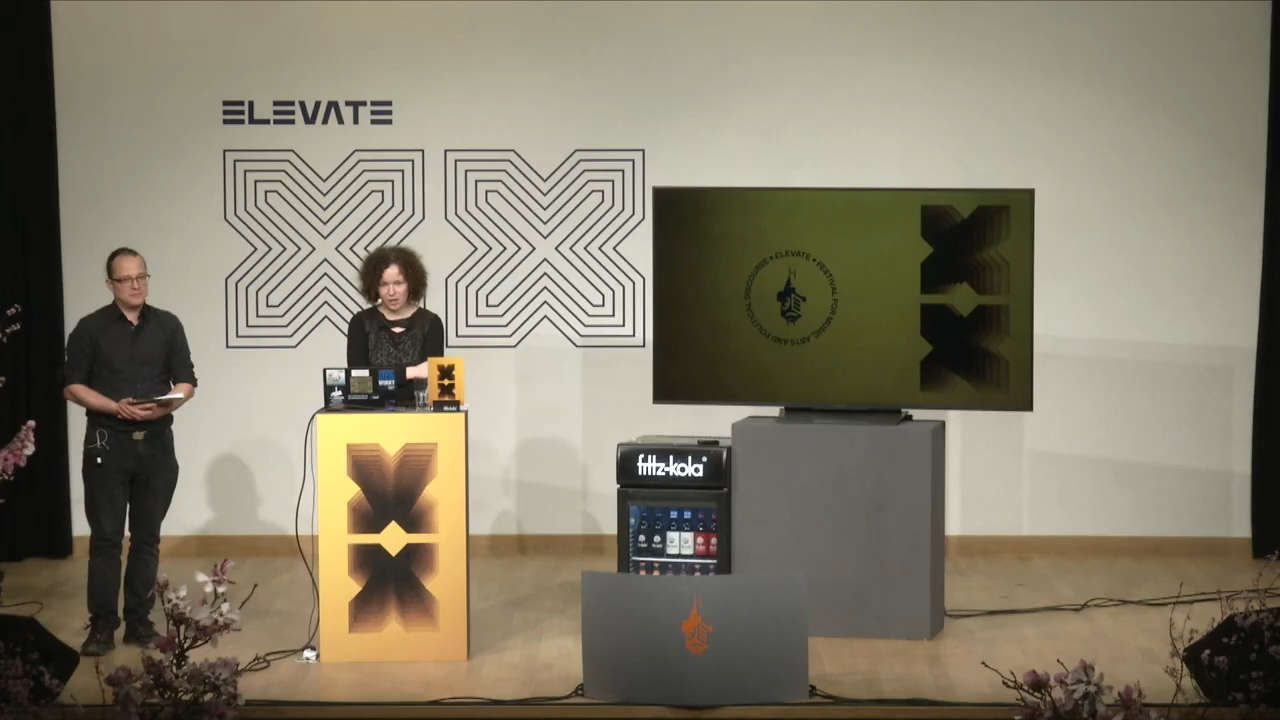 ELEVATE
ELEVATE • FESTIVAL FOR MUSIC, ARTS AND POLITICAL DISCOURSE •
fritz-kola®